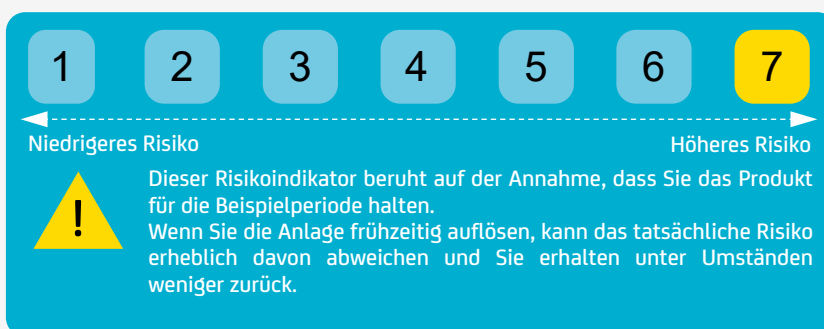 1 2 3 4 5 6 7
Niedrigeres Risiko Höheres Risiko
!
Dieser Risikoindikator beruht auf der Annahme, dass Sie das Produkt
für die Beispielperiode halten.
Wenn Sie die Anlage frühzeitig auflösen, kann das tatsächliche Risiko
erheblich davon abweichen und Sie erhalten unter Umständen
weniger zurück.